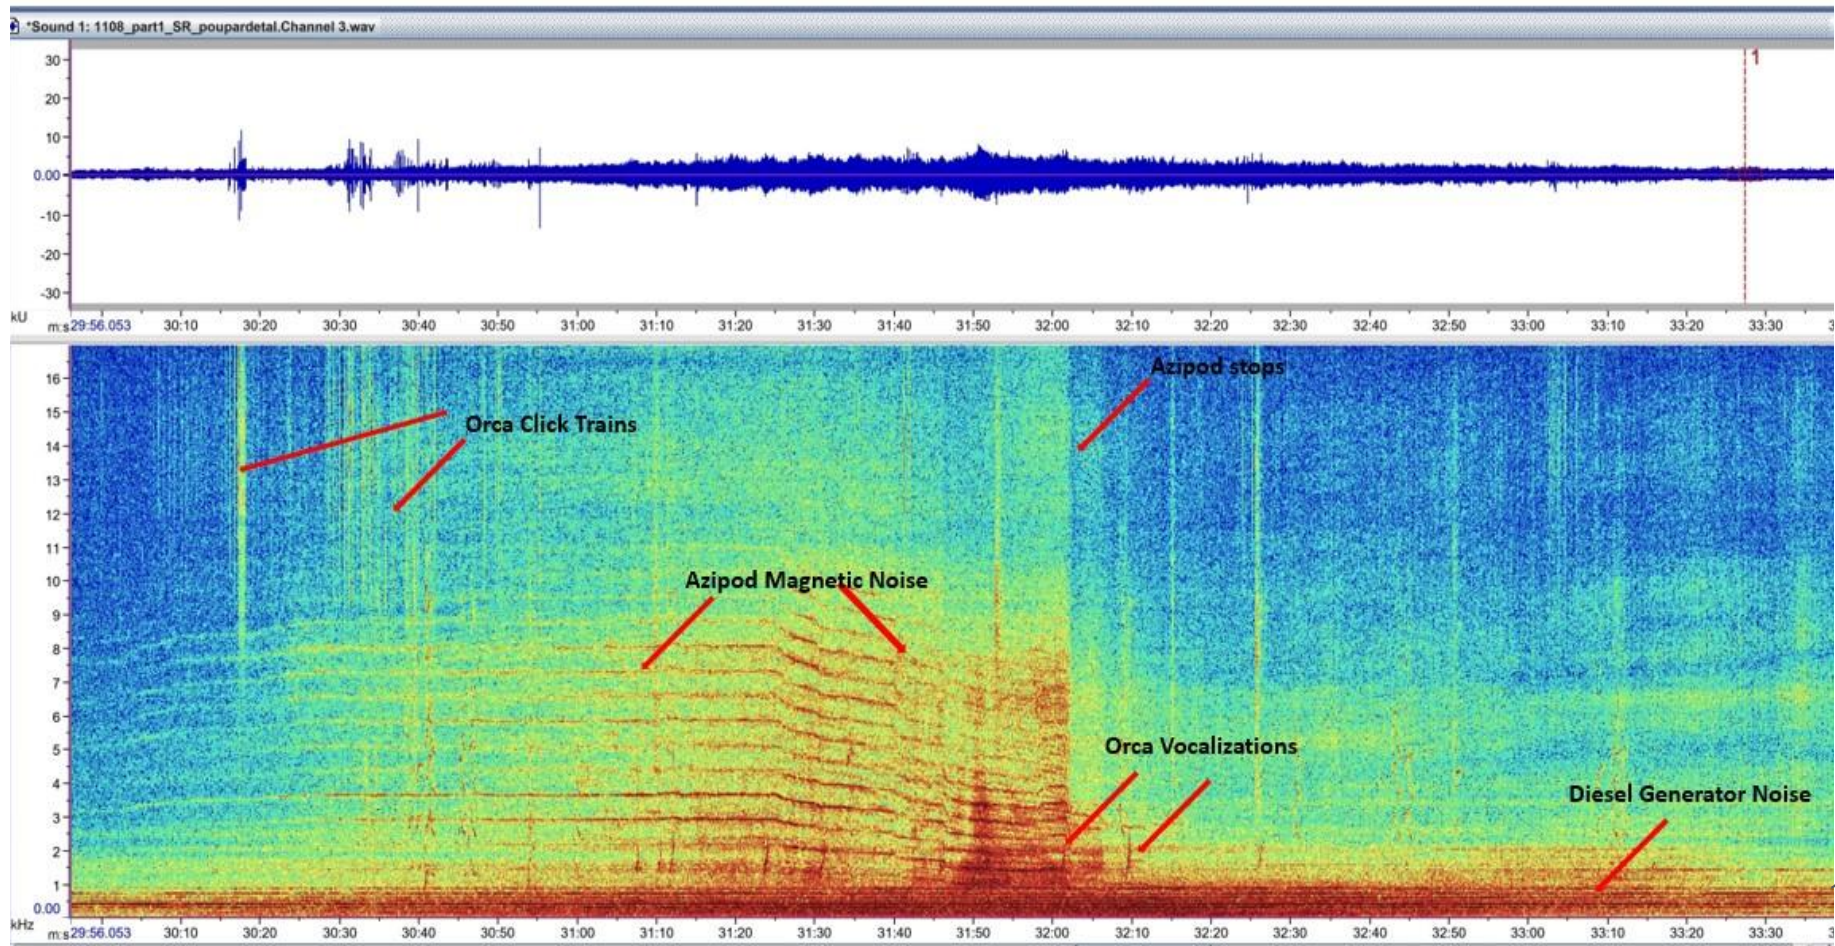 *Sound 1: 1108_part1_SR_poupardetal.Channel 3.wav
1
30
20
10
0.00
-10
-20
-30
kU
m:s 29:56.053 30:10 30:20 30:30 30:40 30:50 31:00 31:10 31:20 31:30 31:40 31:50 32:00 32:10 32:20 32:30 32:40 32:50 33:00 33:10 33:20 33:30 3
Azipod stops
16
15
Orca Click Trains
14
13
12
11
Azipod Magnetic Noise
10
9
8
7
6
Orca Vocalizations
5
4
Diesel Generator Noise
3
2
1
0.00
kHz
m:s 29:56.053 30:10 30:20 30:30 30:40 30:50 31:00 31:10 31:20 31:30 31:40 31:50 32:00 32:10 32:20 32:30 32:40 32:50 33:00 33:10 33:20 33:30 3